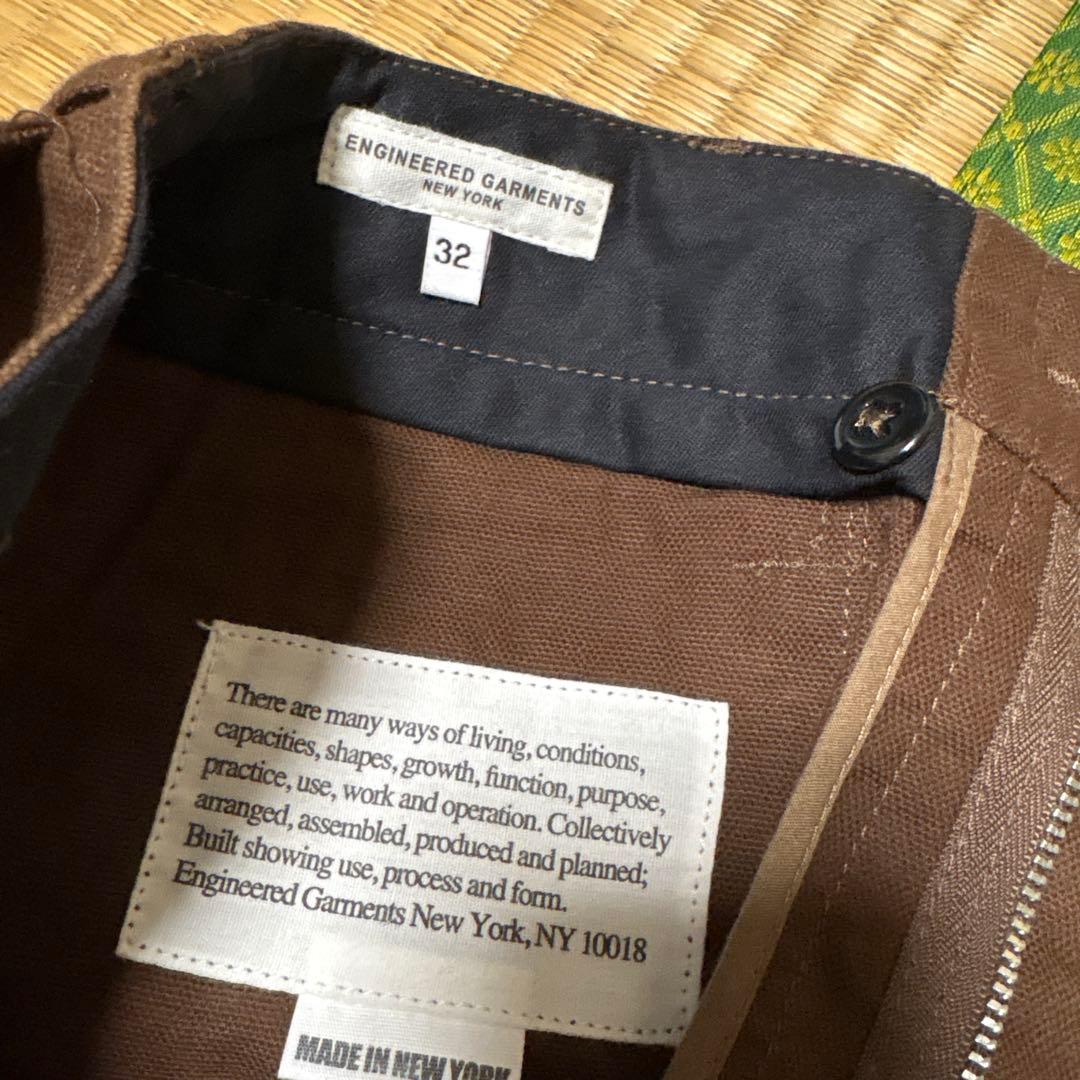 ENGINEERED GARMENTS
NEW YORK
32
There are many ways of living, conditions,
capacities, shapes, growth, function, purpose,
practice, use, work and operation. Collectively
arranged, assembled, produced and planned;
Built showing use, process and form.
Engineered Garments New York, NY 10018
MADE IN NEW YORK